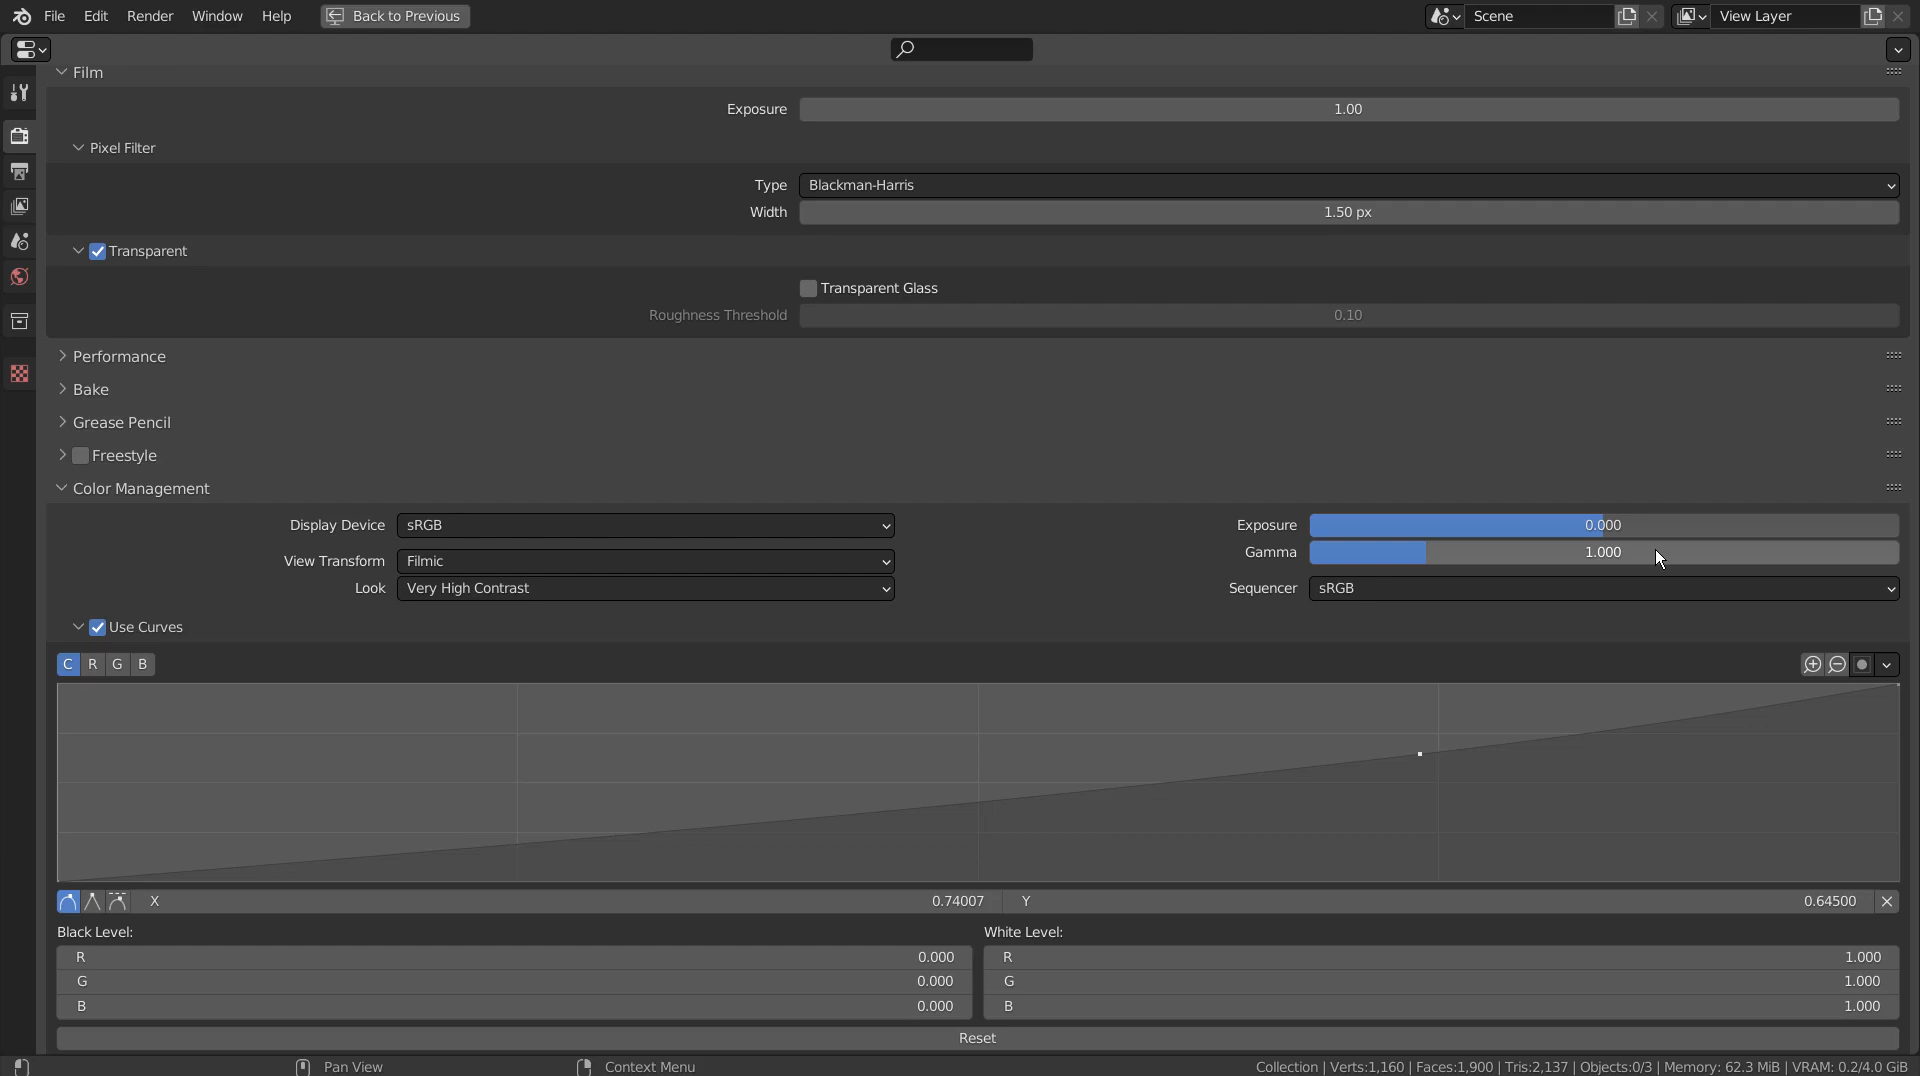 File Edit Render Window Help Back to Previous Scene View Layer
Film
Exposure 1.00
Pixel Filter
Type Blackman-Harris
Width 1.50 px
Transparent
Transparent Glass
Roughness Threshold 0.10
Performance
Bake
Grease Pencil
Freestyle
Color Management
Display Device sRGB Exposure 0.000
View Transform Filmic Gamma 1.000
Look Very High Contrast Sequencer sRGB
Use Curves
C R G B
X 0.74007 Y 0.64500
Black Level: White Level:
R 0.000 R 1.000
G 0.000 G 1.000
B 0.000 B 1.000
Reset
Pan View Context Menu Collection | Verts:1,160 | Faces:1,900 | Tris:2,137 | Objects:0/3 | Memory: 62.3 MiB | VRAM: 0.2/4.0 GiB